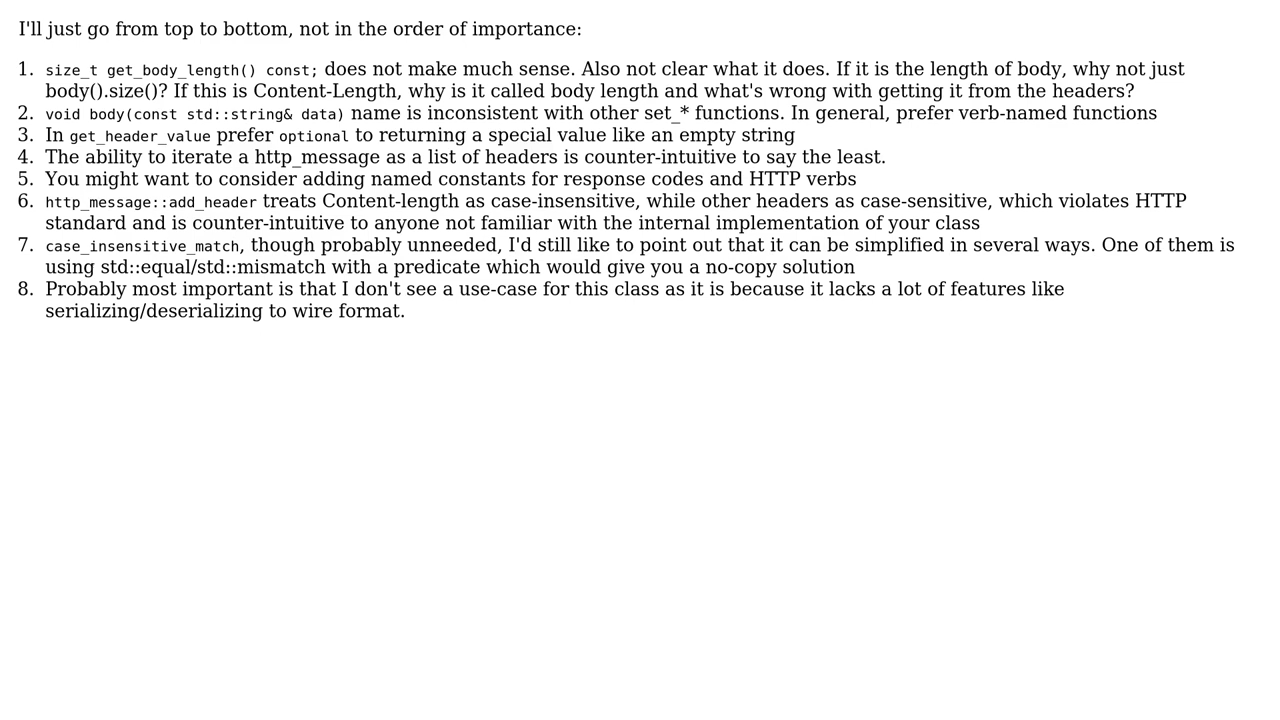 I'll just go from top to bottom, not in the order of importance:
1. size_t get_body_length() const; does not make much sense. Also not clear what it does. If it is the length of body, why not just
body().size()? If this is Content-Length, why is it called body length and what's wrong with getting it from the headers?
2. void body(const std::string& data) name is inconsistent with other set_* functions. In general, prefer verb-named functions
3. In get_header_value prefer optional to returning a special value like an empty string
4. The ability to iterate a http_message as a list of headers is counter-intuitive to say the least.
5. You might want to consider adding named constants for response codes and HTTP verbs
6. http_message::add_header treats Content-length as case-insensitive, while other headers as case-sensitive, which violates HTTP
standard and is counter-intuitive to anyone not familiar with the internal implementation of your class
7. case_insensitive_match, though probably unneeded, I'd still like to point out that it can be simplified in several ways. One of them is
using std::equal/std::mismatch with a predicate which would give you a no-copy solution
8. Probably most important is that I don't see a use-case for this class as it is because it lacks a lot of features like
serializing/deserializing to wire format.